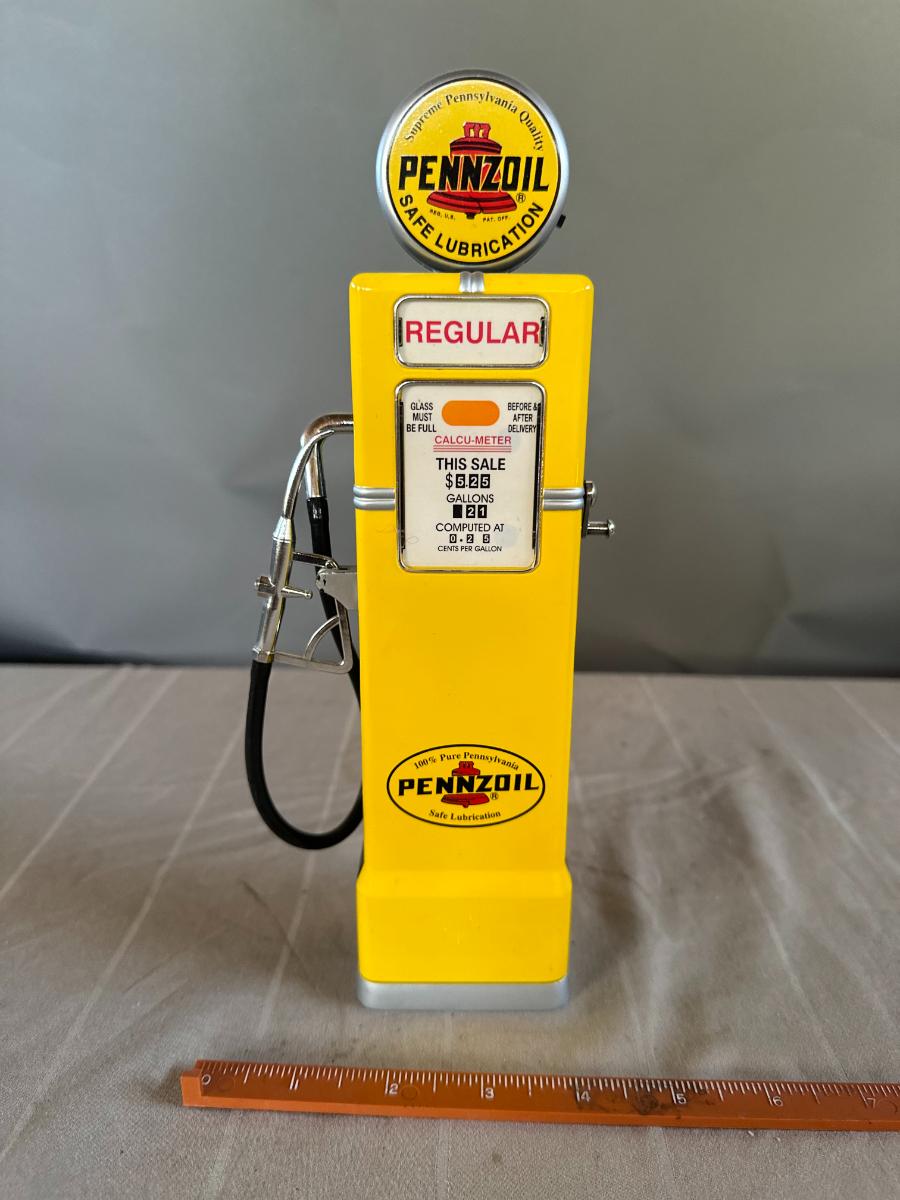 Supreme Pennsylvania Quality
PENNZOIL
®
REG. U.S. PAT. OFF.
SAFE LUBRICATION
REGULAR
GLASS MUST BE FULL
BEFORE & AFTER DELIVERY
CALCU-METER
THIS SALE
$5.25
GALLONS
21
COMPUTED AT
0.25
CENTS PER GALLON
100% Pure Pennsylvania
PENNZOIL
®
Safe Lubrication
0 1 2 3 4 5 6 7